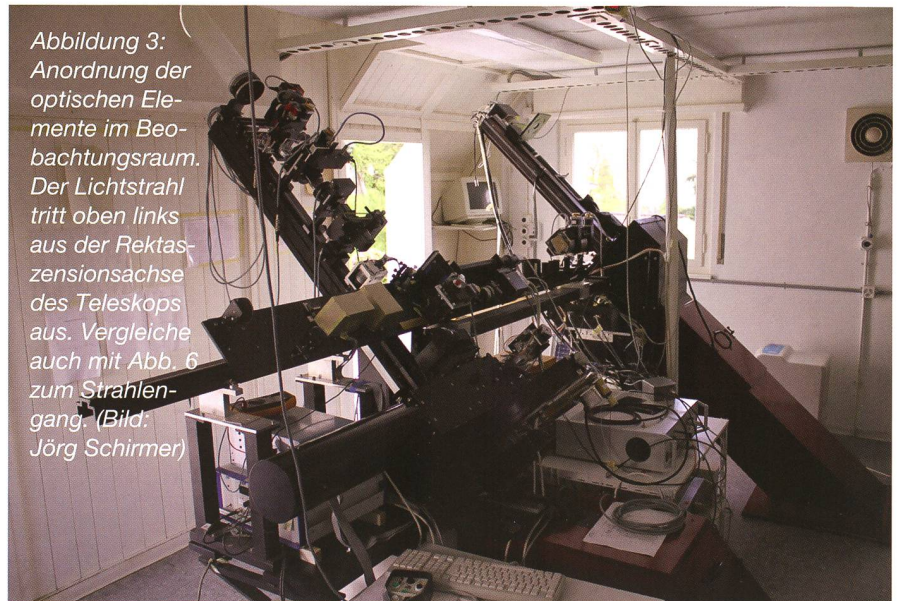 Abbildung 3:
Anordnung der
optischen Ele-
mente im Beo-
bachtungsraum.
Der Lichtstrahl
tritt oben links
aus der Rektas-
zensionsachse
des Teleskops
aus. Vergleiche
auch mit Abb. 6
zum Strahlen-
gang. (Bild:
Jörg Schirmer)